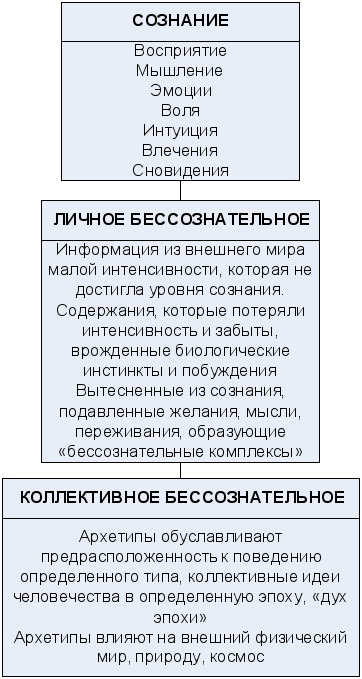 СОЗНАНИЕ
Восприятие
Мышление
Эмоции
Воля
Интуиция
Влечения
Сновидения
ЛИЧНОЕ БЕССОЗНАТЕЛЬНОЕ
Информация из внешнего мира
малой интенсивности, которая не
достигла уровня сознания.
Содержания, которые потеряли
интенсивность и забыты,
врожденные биологические
инстинкты и побуждения
Вытесненные из сознания,
подавленные желания, мысли,
переживания, образующие
«бессознательные комплексы»
КОЛЛЕКТИВНОЕ БЕССОЗНАТЕЛЬНОЕ
Архетипы обуславливают
предрасположенность к поведению
определенного типа, коллективные идеи
человечества в определенную эпоху, «дух
эпохи»
Архетипы влияют на внешний физический
мир, природу, космос